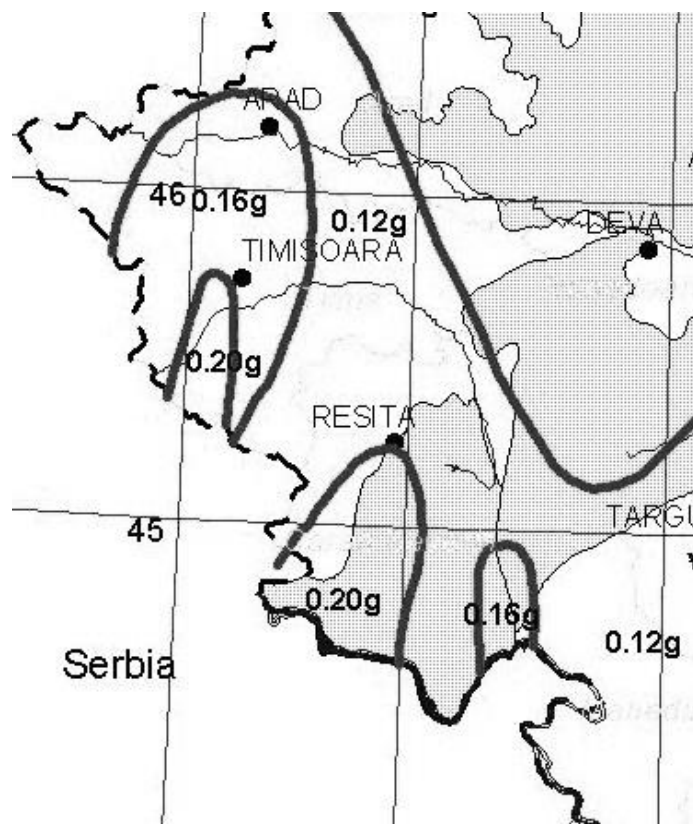 ARAD
46 0.16g
0.12g
DEVA
TIMISOARA
0.20g
RESITA
45
TARGU
0.20g
0.16g
0.12g
Serbia